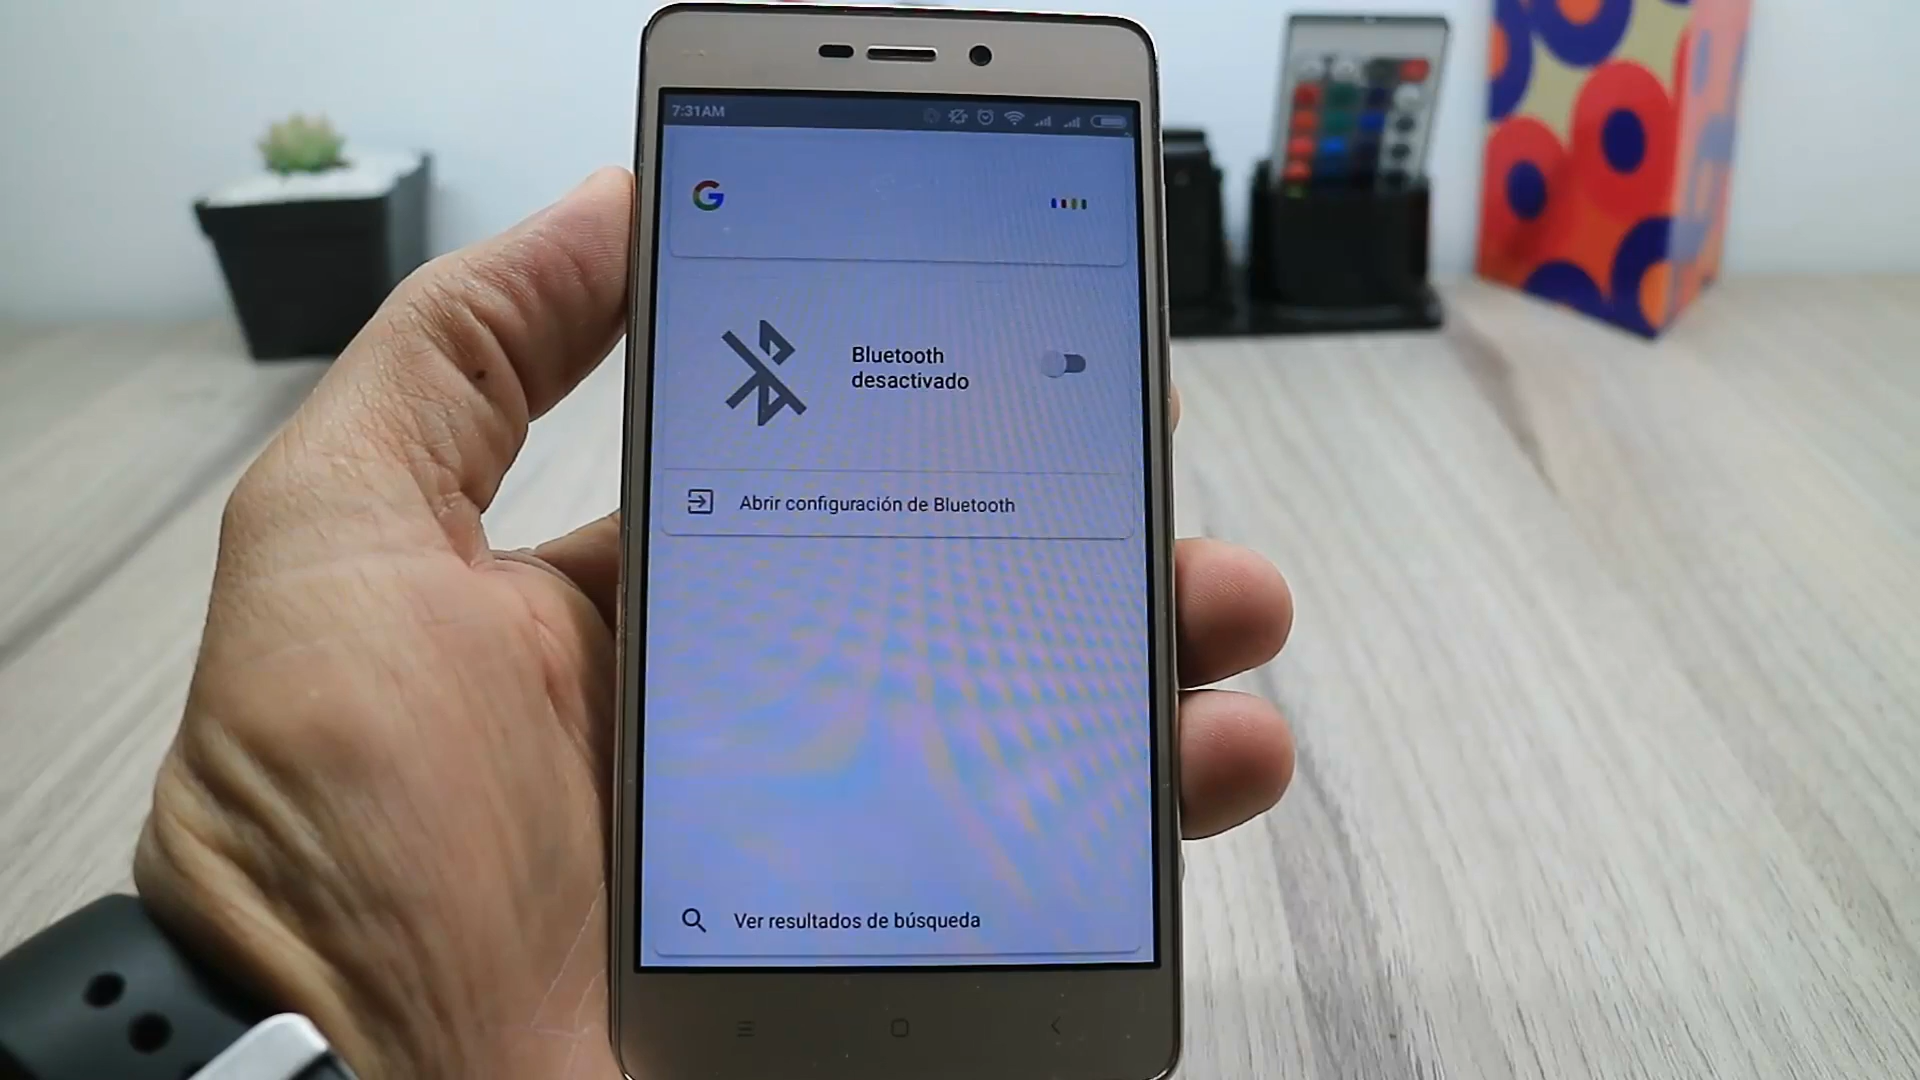 7:31AM
G
Bluetooth
desactivado
Abrir configuración de Bluetooth
Ver resultados de búsqueda